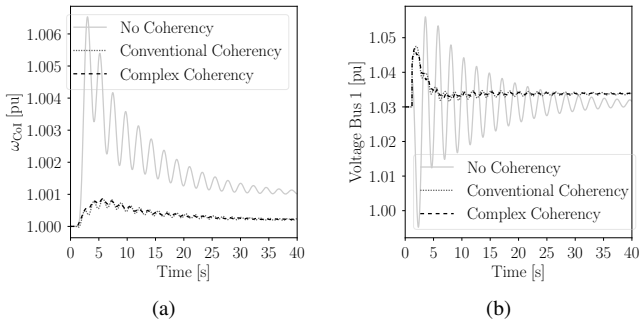 1.006
1.005
1.004
1.003
1.002
1.001
1.000
ωCoI [pu]
No Coherency
Conventional Coherency
Complex Coherency
0 5 10 15 20 25 30 35 40
Time [s]
(a)
1.05
1.04
1.03
1.02
1.01
1.00
Voltage Bus 1 [pu]
No Coherency
Conventional Coherency
Complex Coherency
0 5 10 15 20 25 30 35 40
Time [s]
(b)